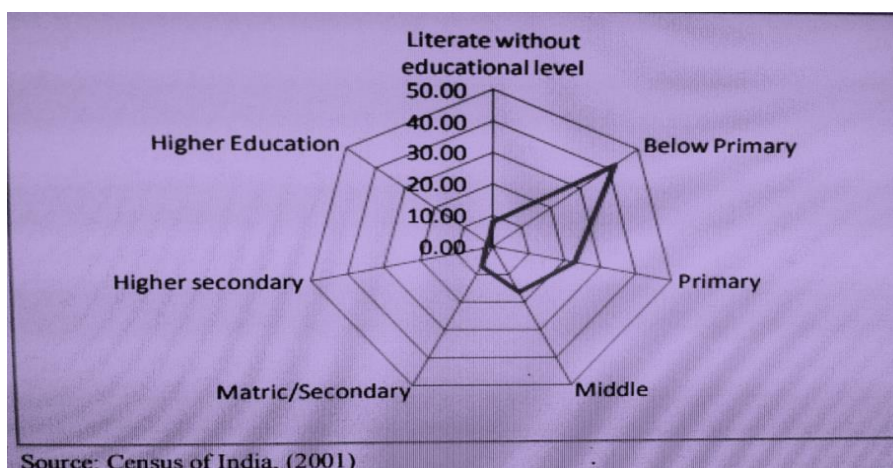 Literate without
educational level
50.00
Higher Education
40.00
Below Primary
30.00
20.00
10.00
0.00
Higher secondary
Primary
Matric/Secondary
Middle
Source: Census of India, (2001)